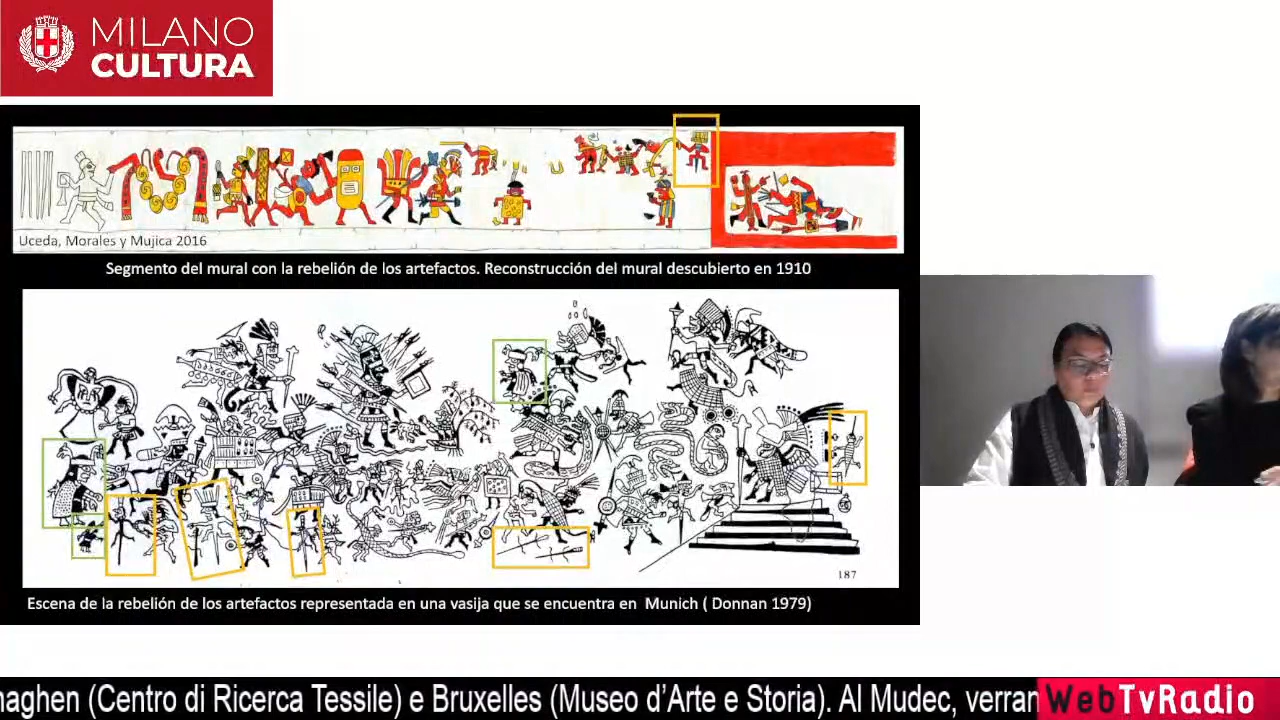 MILANO
CULTURA
Uceda, Morales y Mujica 2016
Segmento del mural con la rebelión de los artefactos. Reconstrucción del mural descubierto en 1910
187
Escena de la rebelión de los artefactos representada en una vasija que se encuentra en Munich ( Donnan 1979)
naghen (Centro di Ricerca Tessile) e Bruxelles (Museo d’Arte e Storia). Al Mudec, verran
WebTvRadio